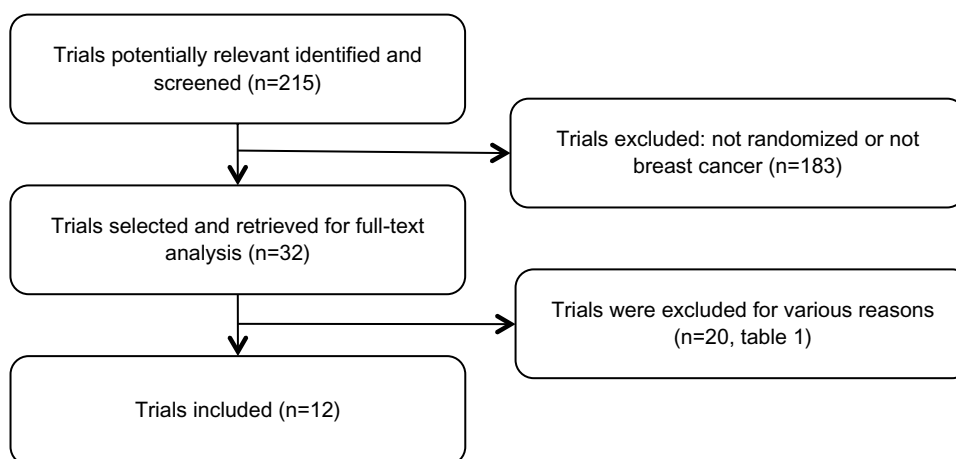 Trials potentially relevant identified and
screened (n=215)
Trials excluded: not randomized or not
breast cancer (n=183)
Trials selected and retrieved for full-text
analysis (n=32)
Trials were excluded for various reasons
(n=20, table 1)
Trials included (n=12)